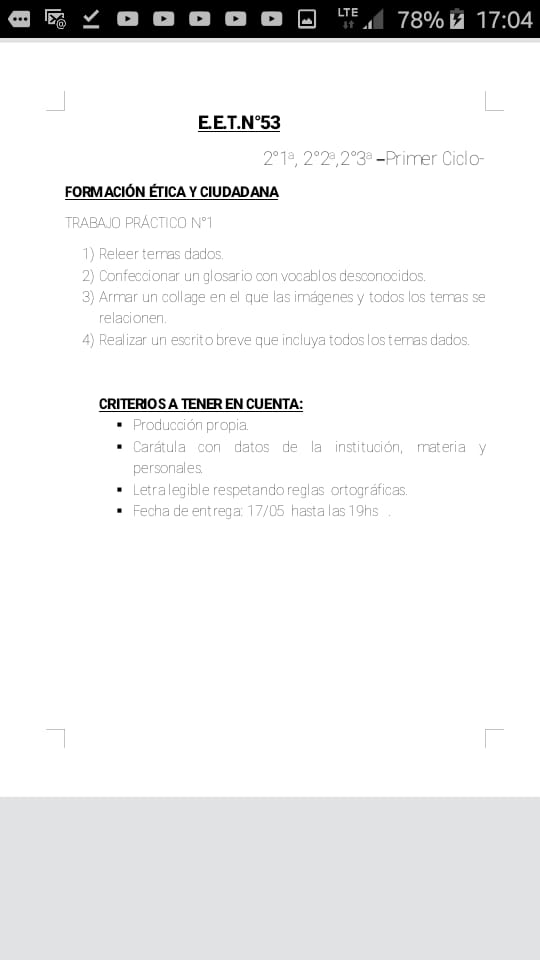 LTE 78% 17:04
E.E.T.N°53
2°1ª, 2°2ª,2°3ª –Primer Ciclo-
FORMACIÓN ÉTICA Y CIUDADANA
TRABAJO PRÁCTICO N°1
1) Releer temas dados.
2) Confeccionar un glosario con vocablos desconocidos.
3) Armar un collage en el que las imágenes y todos los temas se
relacionen.
4) Realizar un escrito breve que incluya todos los temas dados.
CRITERIOS A TENER EN CUENTA:
▪ Producción propia.
▪ Carátula con datos de la institución, materia y
personales.
▪ Letra legible respetando reglas ortográficas.
▪ Fecha de entrega: 17/05 hasta las 19hs .